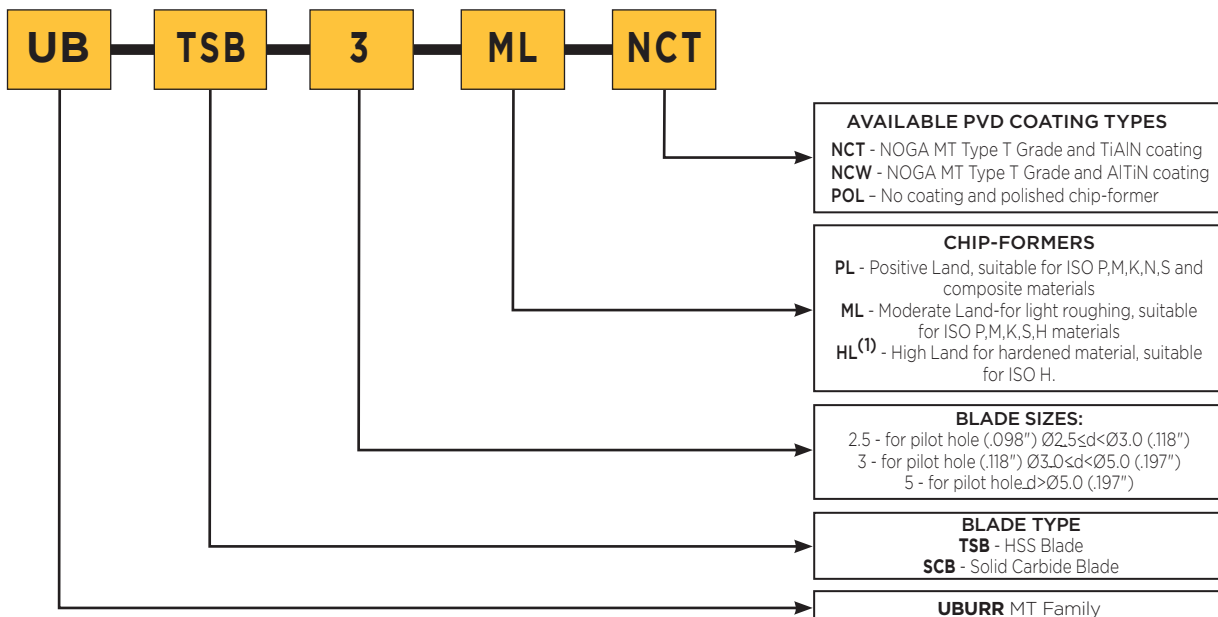 UB TSB 3 ML NCT
AVAILABLE PVD COATING TYPES
NCT - NOGA MT Type T Grade and TiAlN coating
NCW - NOGA MT Type T Grade and AlTiN coating
POL – No coating and polished chip-former
CHIP-FORMERS
PL - Positive Land, suitable for ISO P,M,K,N,S and
composite materials
ML - Moderate Land-for light roughing, suitable
for ISO P,M,K,S,H materials
HL(1) - High Land for hardened material, suitable
for ISO H.
BLADE SIZES:
2.5 - for pilot hole (.098") Ø2.5≤d<Ø3.0 (.118")
3 - for pilot hole (.118") Ø3.0≤d<Ø5.0 (.197")
5 - for pilot hole d>Ø5.0 (.197")
BLADE TYPE
TSB - HSS Blade
SCB - Solid Carbide Blade
UBURR MT Family